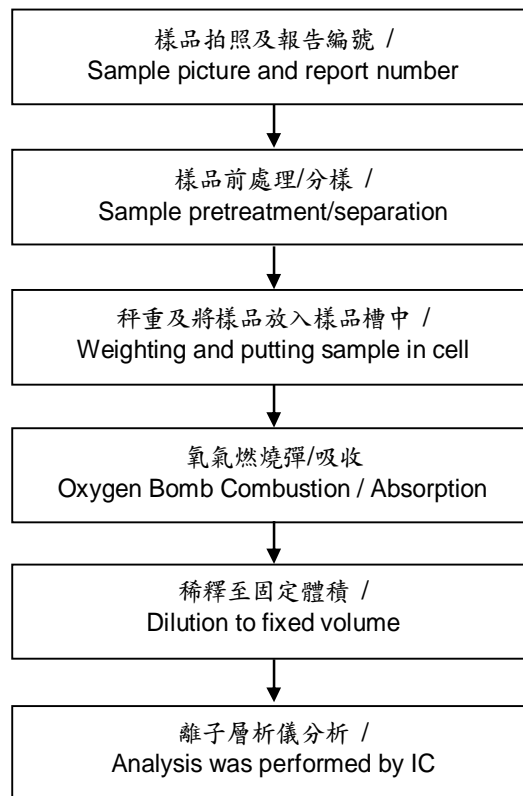 樣品拍照及報告編號 /
Sample picture and report number
樣品前處理/分樣 /
Sample pretreatment/separation
秤重及將樣品放入樣品槽中 /
Weighting and putting sample in cell
氧氣燃燒彈/吸收
Oxygen Bomb Combustion / Absorption
稀釋至固定體積 /
Dilution to fixed volume
離子層析儀分析 /
Analysis was performed by IC